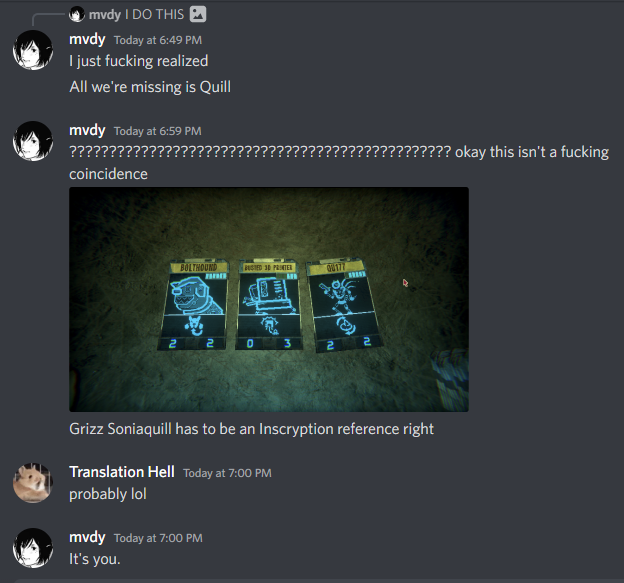 mvdy I DO THIS
mvdy Today at 6:49 PM
I just fucking realized
All we're missing is Quill
mvdy Today at 6:59 PM
???????????????????????????????????????????????? okay this isn't a fucking
coincidence
BOLTHOUND
BUSTED 3D PRINTER
QU177
2 2
0 3
2 2
Grizz Soniaquill has to be an Inscryption reference right
Translation Hell Today at 7:00 PM
probably lol
mvdy Today at 7:00 PM
It's you.